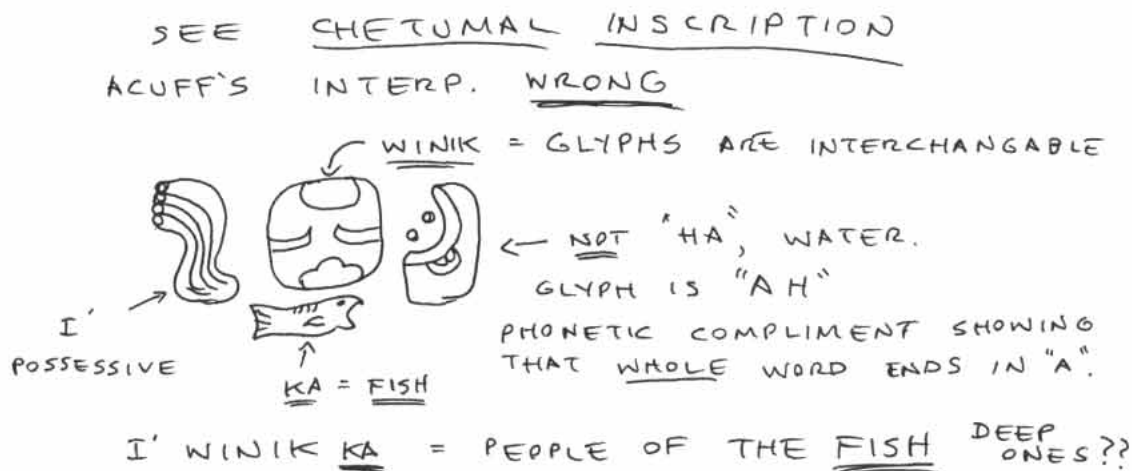 SEE CHETUMAL INSCRIPTION
ACUFF'S INTERP. WRONG
WINIK = GLYPHS ARE INTERCHANGABLE
NOT "HA", WATER.
GLYPH IS "AH"
PHONETIC COMPLIMENT SHOWING
THAT WHOLE WORD ENDS IN "A".
I'
POSSESSIVE
KA = FISH
I' WINIK KA = PEOPLE OF THE FISH DEEP ONES??